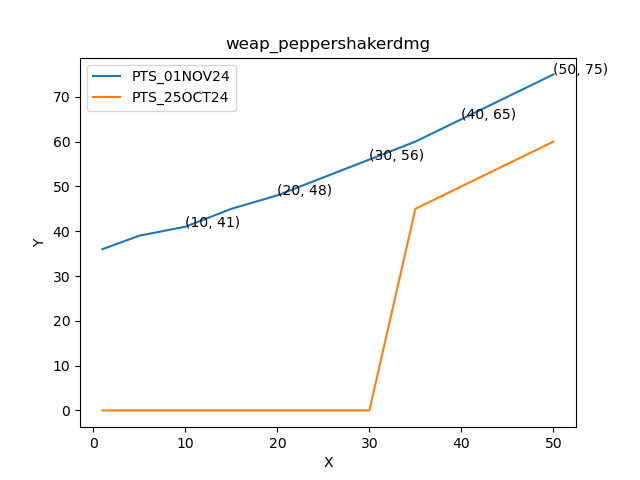 weap_peppershakerdmg
PTS_01NOV24
PTS_25OCT24
(50, 75)
(40, 65)
(30, 56)
(20, 48)
(10, 41)
70
60
50
40
30
20
10
0
Y
0 10 20 30 40 50
X